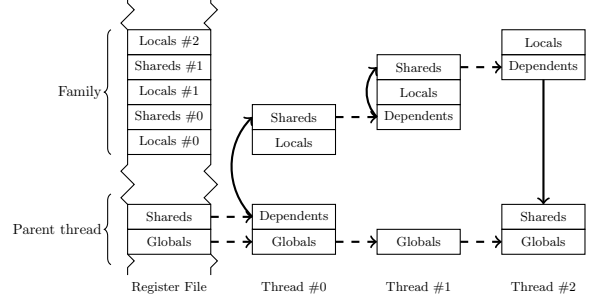 Locals #2
Locals
Shareds #1
Shareds
Dependents
Family
Locals #1
Locals
Shareds #0
Shareds
Dependents
Locals #0
Locals
Parent thread
Shareds
Dependents
Shareds
Globals
Globals
Globals
Globals
Register File
Thread #0
Thread #1
Thread #2